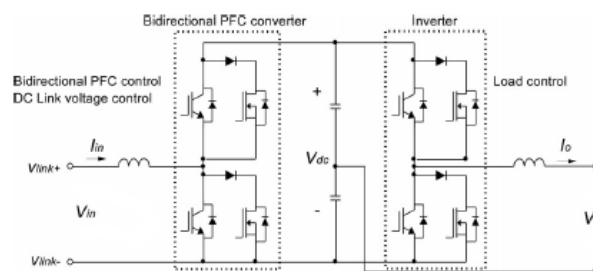 Bidirectional PFC converter
Inverter
Bidirectional PFC control
DC Link voltage control
Load control
+
Iin
Io
Vlink+
Vdc
Vin
-
V
Vlink-